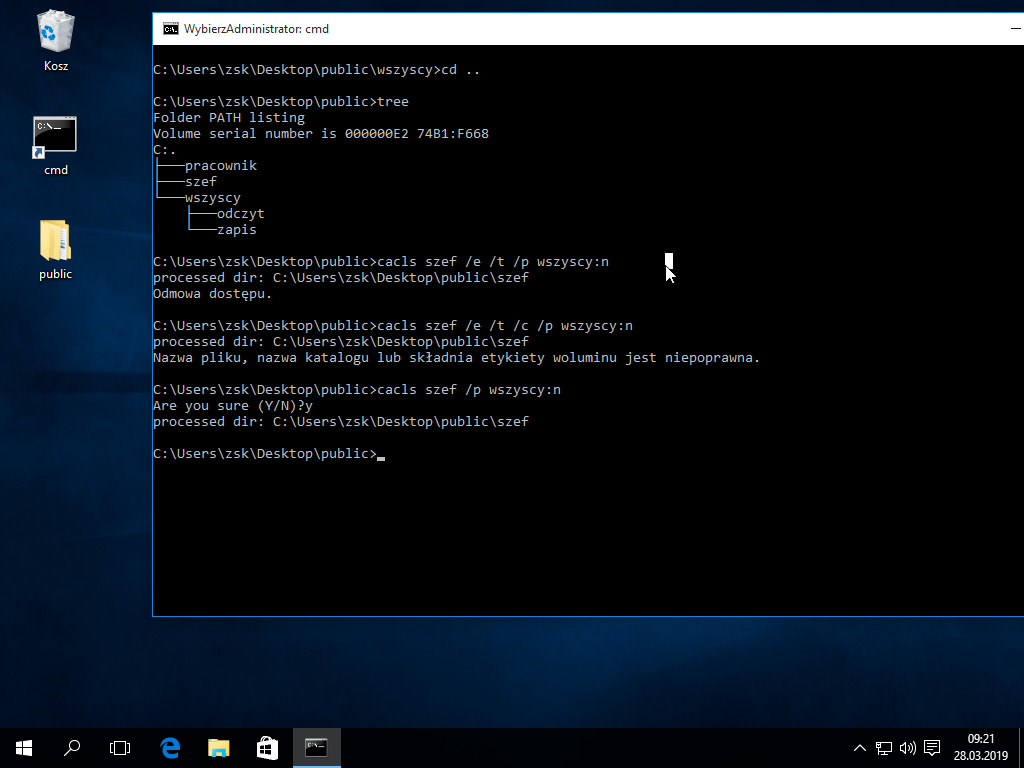 Kosz
cmd
public
WybierzAdministrator: cmd
C:\Users\zsk\Desktop\public\wszyscy>cd ..
C:\Users\zsk\Desktop\public>tree
Folder PATH listing
Volume serial number is 000000E2 74B1:F668
C:.
├───pracownik
├───szef
└───wszyscy
    ├───odczyt
    └───zapis
C:\Users\zsk\Desktop\public>cacls szef /e /t /p wszyscy:n
processed dir: C:\Users\zsk\Desktop\public\szef
Odmowa dostępu.
C:\Users\zsk\Desktop\public>cacls szef /e /t /c /p wszyscy:n
processed dir: C:\Users\zsk\Desktop\public\szef
Nazwa pliku, nazwa katalogu lub składnia etykiety woluminu jest niepoprawna.
C:\Users\zsk\Desktop\public>cacls szef /p wszyscy:n
Are you sure (Y/N)?y
processed dir: C:\Users\zsk\Desktop\public\szef
C:\Users\zsk\Desktop\public>
09:21
28.03.2019